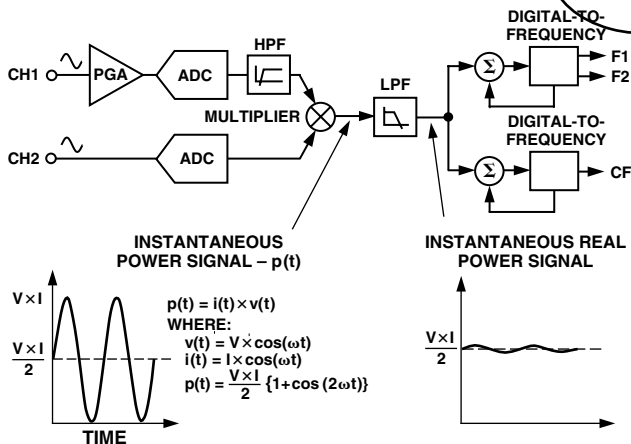 DIGITAL-TO-
FREQUENCY
F1
F2
HPF
CH1
PGA
ADC
LPF
Σ
MULTIPLIER
DIGITAL-TO-
FREQUENCY
CH2
ADC
Σ
CF
INSTANTANEOUS
POWER SIGNAL – p(t)
INSTANTANEOUS REAL
POWER SIGNAL
V × I
V × I
2
p(t) = i(t) × v(t)
WHERE:
v(t) = V × cos(ωt)
i(t) = I × cos(ωt)
p(t) = V × I
2
{1+cos (2ωt)}
V × I
2
TIME